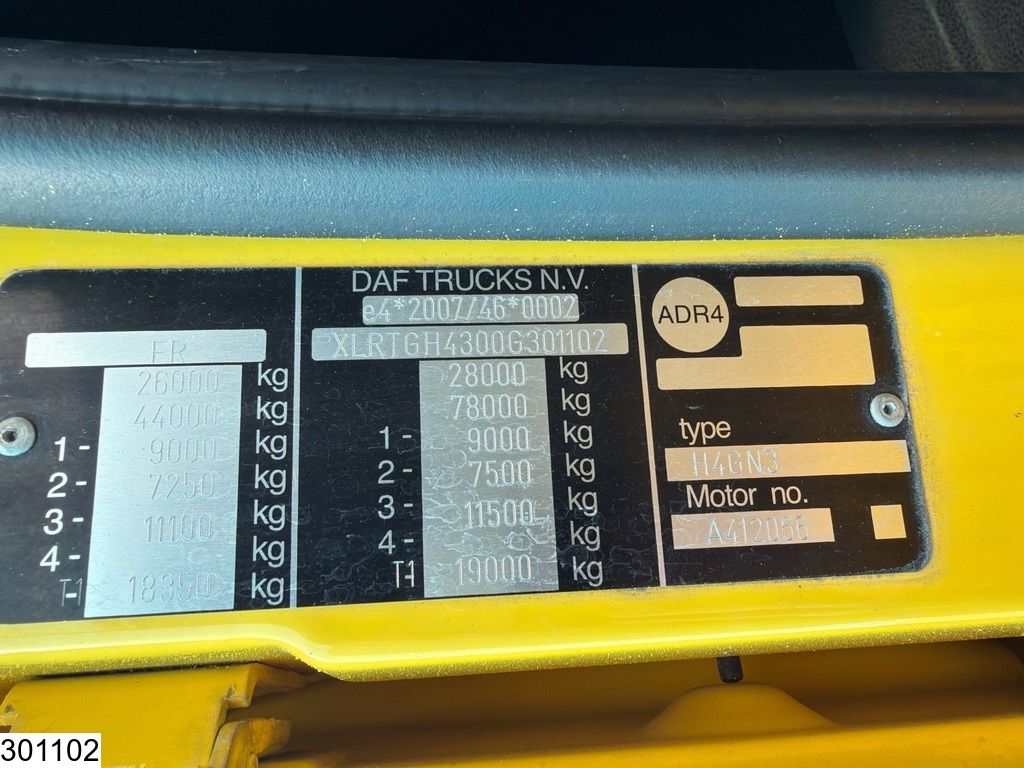 FR
26000 kg
44000 kg
1- 9000 kg
2- 7250 kg
3- 11100 kg
4- kg
T-1 18350 kg
DAF TRUCKS N.V.
e4*2007/46*0002
XLRTGH4300G301102
28000 kg
78000 kg
1- 9000 kg
2- 7500 kg
3- 11500 kg
4- kg
T-1 19000 kg
ADR4
type
H4GN3
Motor no.
A412056
301102